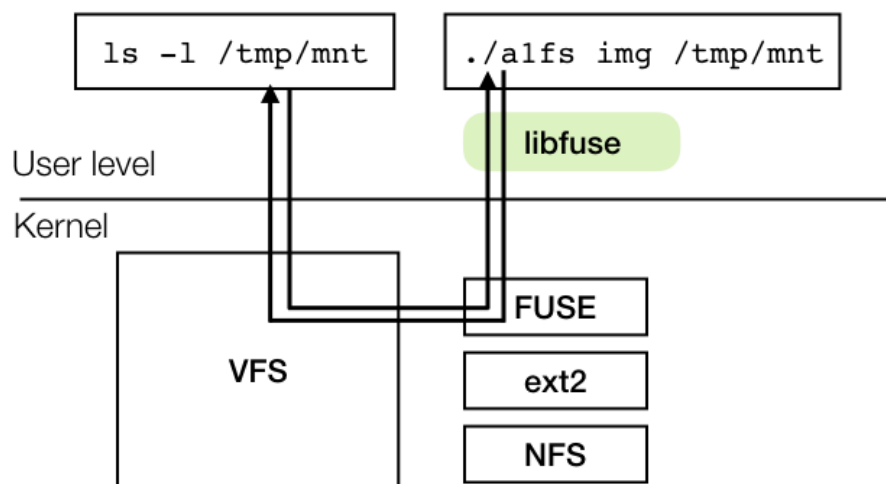 ls -l /tmp/mnt
./a1fs img /tmp/mnt
libfuse
User level
Kernel
FUSE
VFS
ext2
NFS